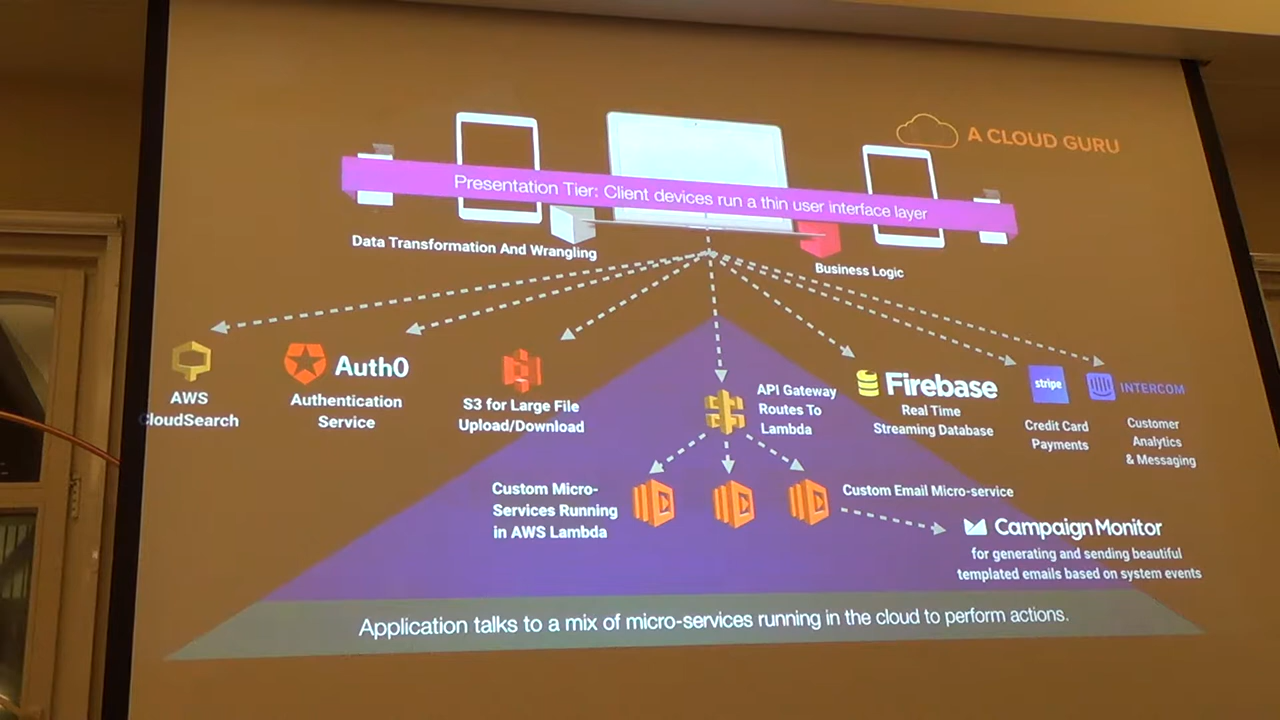 A CLOUD GURU
Presentation Tier: Client devices run a thin user interface layer
Data Transformation And Wrangling
Business Logic
AWS
CloudSearch
Auth0
Authentication
Service
S3 for Large File
Upload/Download
API Gateway
Routes To
Lambda
Firebase
Real Time
Streaming Database
stripe
Credit Card
Payments
INTERCOM
Customer
Analytics
& Messaging
Custom Micro-
Services Running
in AWS Lambda
Custom Email Micro-service
Campaign Monitor
for generating and sending beautiful
templated emails based on system events
Application talks to a mix of micro-services running in the cloud to perform actions.